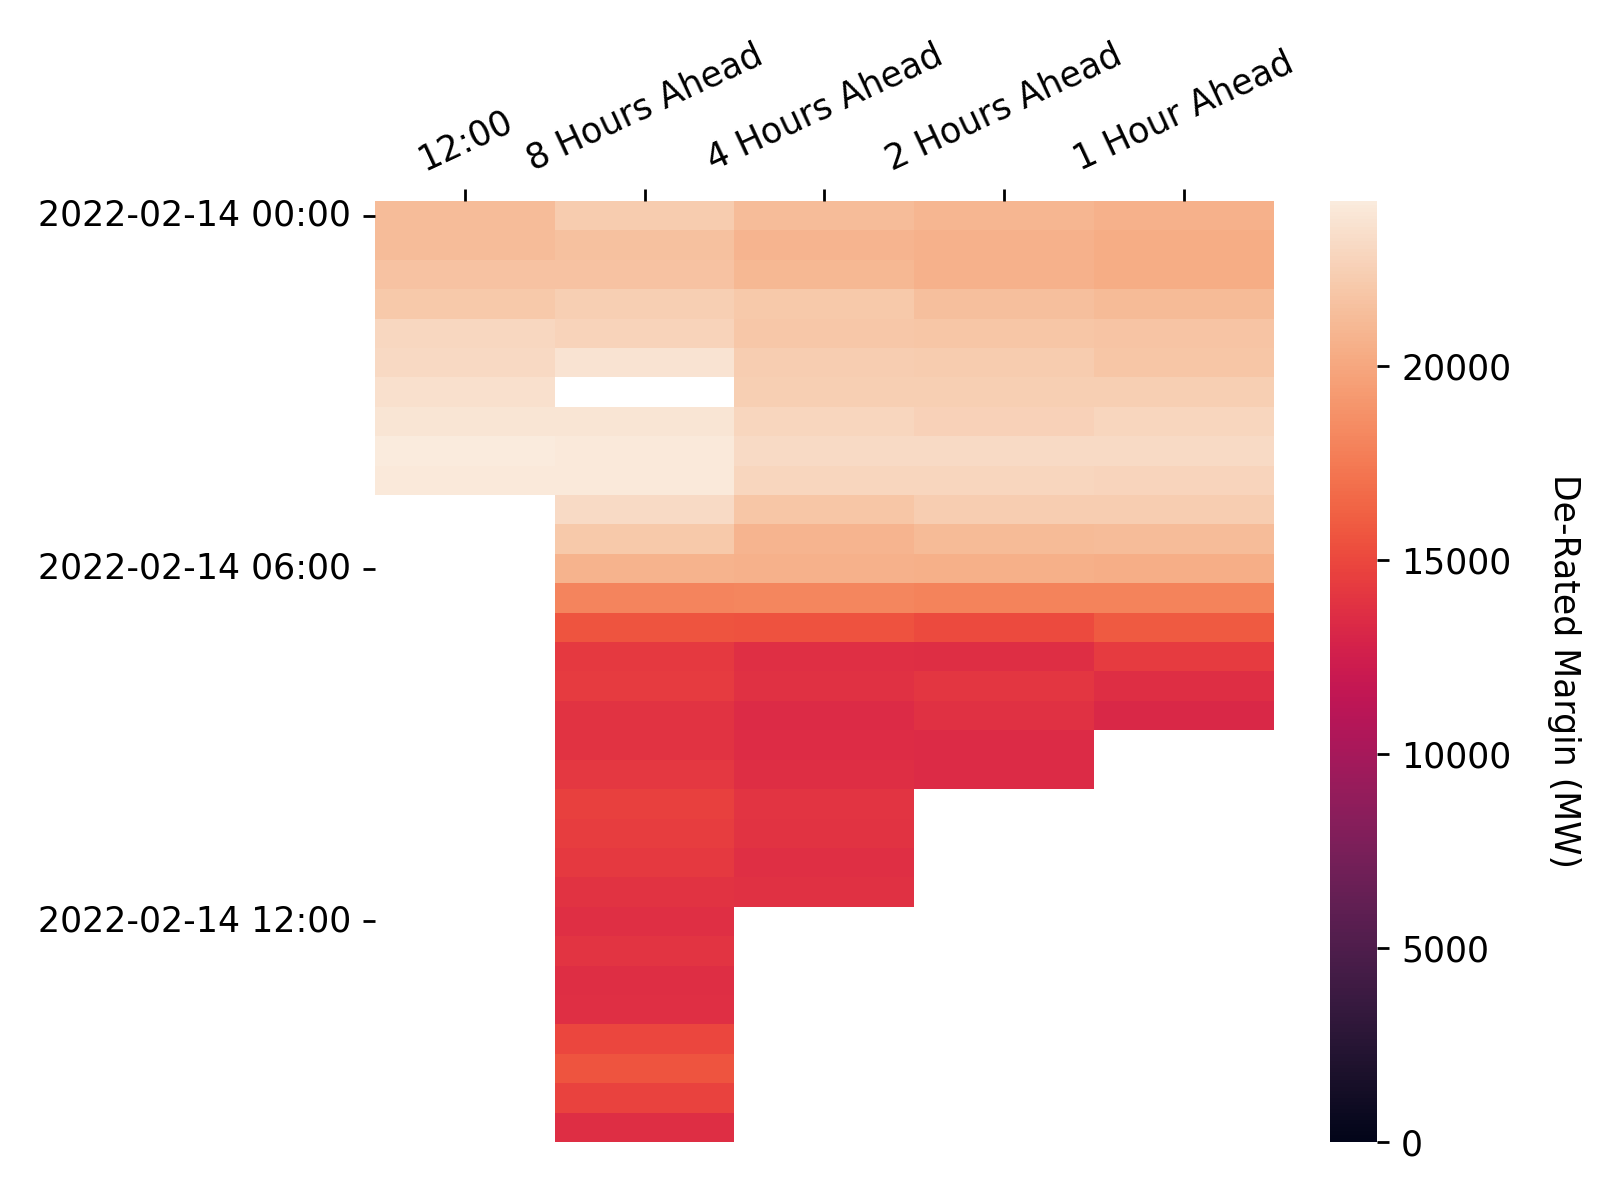 12:00
8 Hours Ahead
4 Hours Ahead
2 Hours Ahead
1 Hour Ahead
2022-02-14 00:00
2022-02-14 06:00
2022-02-14 12:00
20000
15000
10000
5000
0
De-Rated Margin (MW)